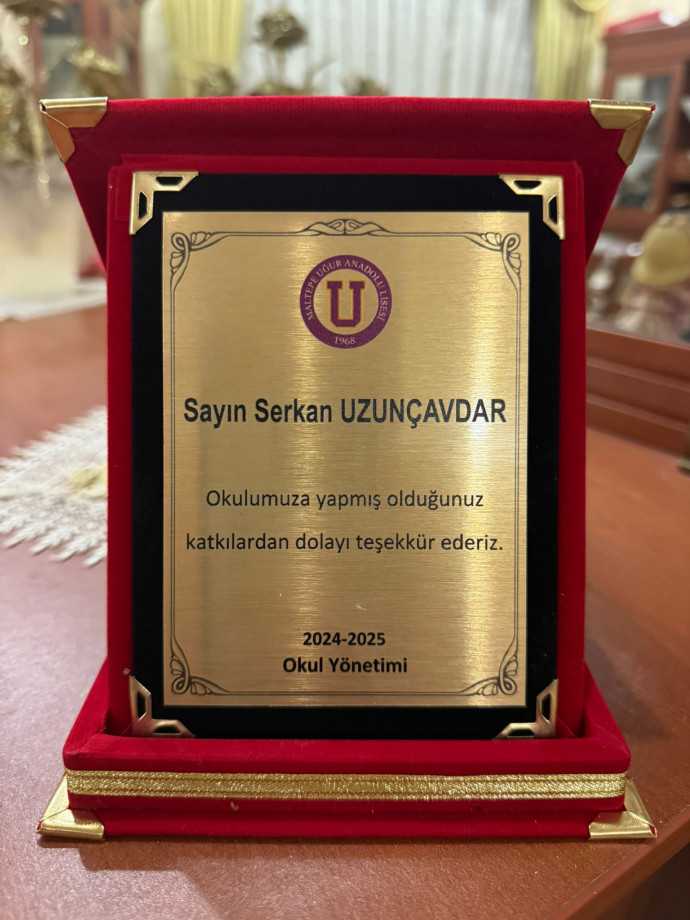 MALTEPE UĞUR ANADOLU LİSESİ
U
1968
Sayın Serkan UZUNÇAVDAR
Okulumuza yapmış olduğunuz
katkılardan dolayı teşekkür ederiz.
2024-2025
Okul Yönetimi